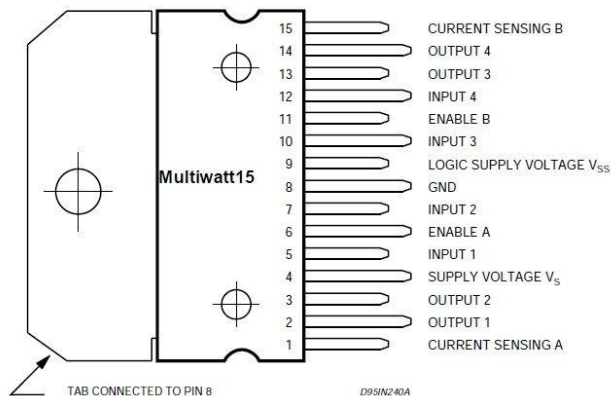 15 CURRENT SENSING B
14 OUTPUT 4
13 OUTPUT 3
12 INPUT 4
11 ENABLE B
10 INPUT 3
9 LOGIC SUPPLY VOLTAGE VSS
8 GND
7 INPUT 2
6 ENABLE A
5 INPUT 1
4 SUPPLY VOLTAGE VS
3 OUTPUT 2
2 OUTPUT 1
1 CURRENT SENSING A
Multiwatt15
TAB CONNECTED TO PIN 8
D95IN240A